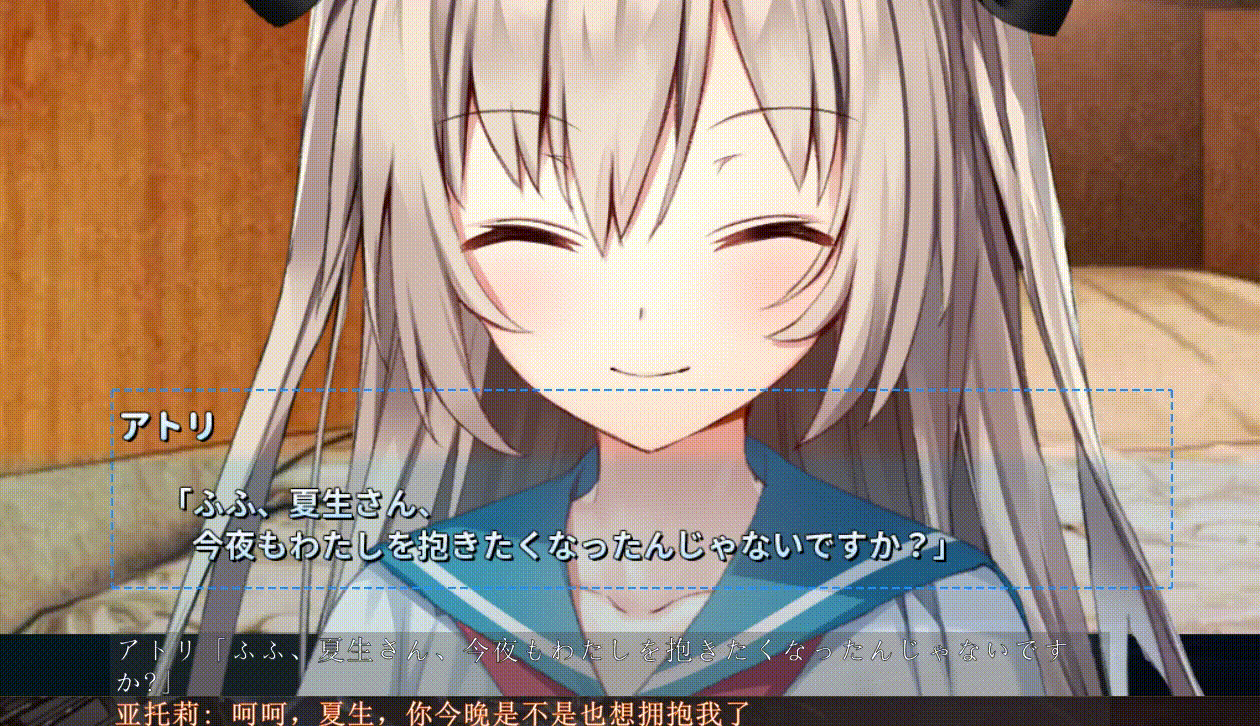 アトリ
「ふふ、夏生さん、
今夜もわたしを抱きたくなったんじゃないですか？」
アトリ「ふふ、夏生さん、今夜もわたしを抱きたくなったんじゃないです
か?」
亚托莉: 呵呵，夏生，你今晚是不是也想拥抱我了